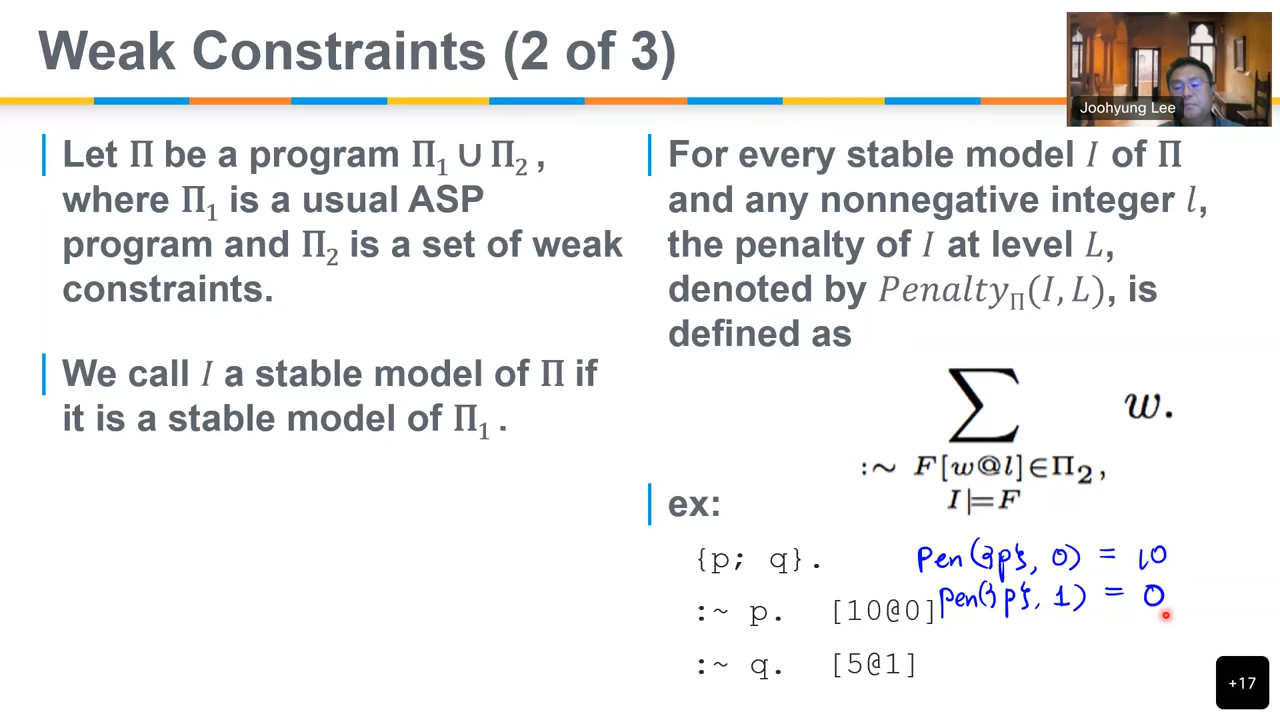 Weak Constraints (2 of 3)
Joohyung Lee
Let Π be a program Π₁ ∪ Π₂ ,
where Π₁ is a usual ASP
program and Π₂ is a set of weak
constraints.
We call I a stable model of Π if
it is a stable model of Π₁ .
For every stable model I of Π
and any nonnegative integer l,
the penalty of I at level L,
denoted by Penalty_Π(I, L), is
defined as
∑ w.
:∼ F[w@l]∈Π₂,
I⊨F
ex:
{p; q}.
Pen({p}, 0) = 10
:~ p. [10@0]
pen({p}, 1) = 0
:~ q. [5@1]
+17